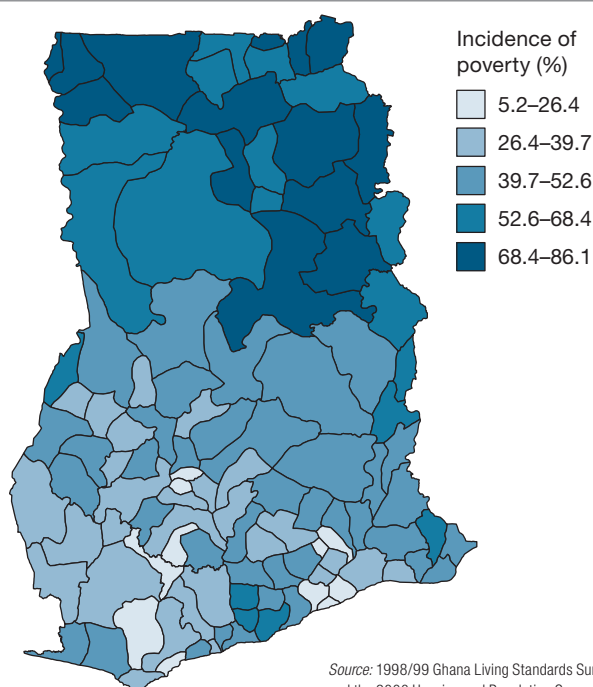 Incidence of
poverty (%)
5.2–26.4
26.4–39.7
39.7–52.6
52.6–68.4
68.4–86.1
Source: 1998/99 Ghana Living Standards